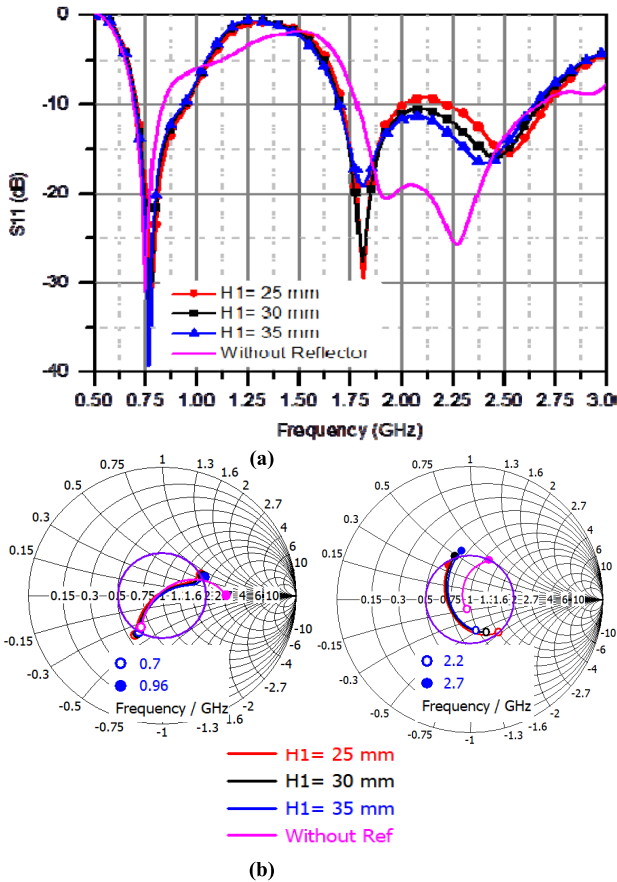 0
-10
-20
-30
-40
S11 (dB)
H1= 25 mm
H1= 30 mm
H1= 35 mm
Without Reflector
0.50 0.75 1.00 1.25 1.50 1.75 2.00 2.25 2.50 2.75 3.00
Frequency (GHz)
(a)
0.15 0.3 0.5 0.75 1 1.3 1.6 2 2.7 4 6 10
0.15 0.3 0.5 0.75 1 1.6 2 2.7 4 6 10
-0.15 -0.3 -0.5 -0.75 -1 -1.3 -1.6 -2 -2.7 -4 -6 -10
0.7
0.96
Frequency / GHz
0.15 0.3 0.5 0.75 1 1.3 1.6 2 2.7 4 6 10
0.15 0.3 0.5 0.75 1 1.3 1.6 2 10
-0.15 -0.3 -0.5 -0.75 -1 -1.3 -1.6 -2 -2.7 -4 -6 -10
2.2
2.7
Frequency / GHz
H1= 25 mm
H1= 30 mm
H1= 35 mm
Without Ref
(b)